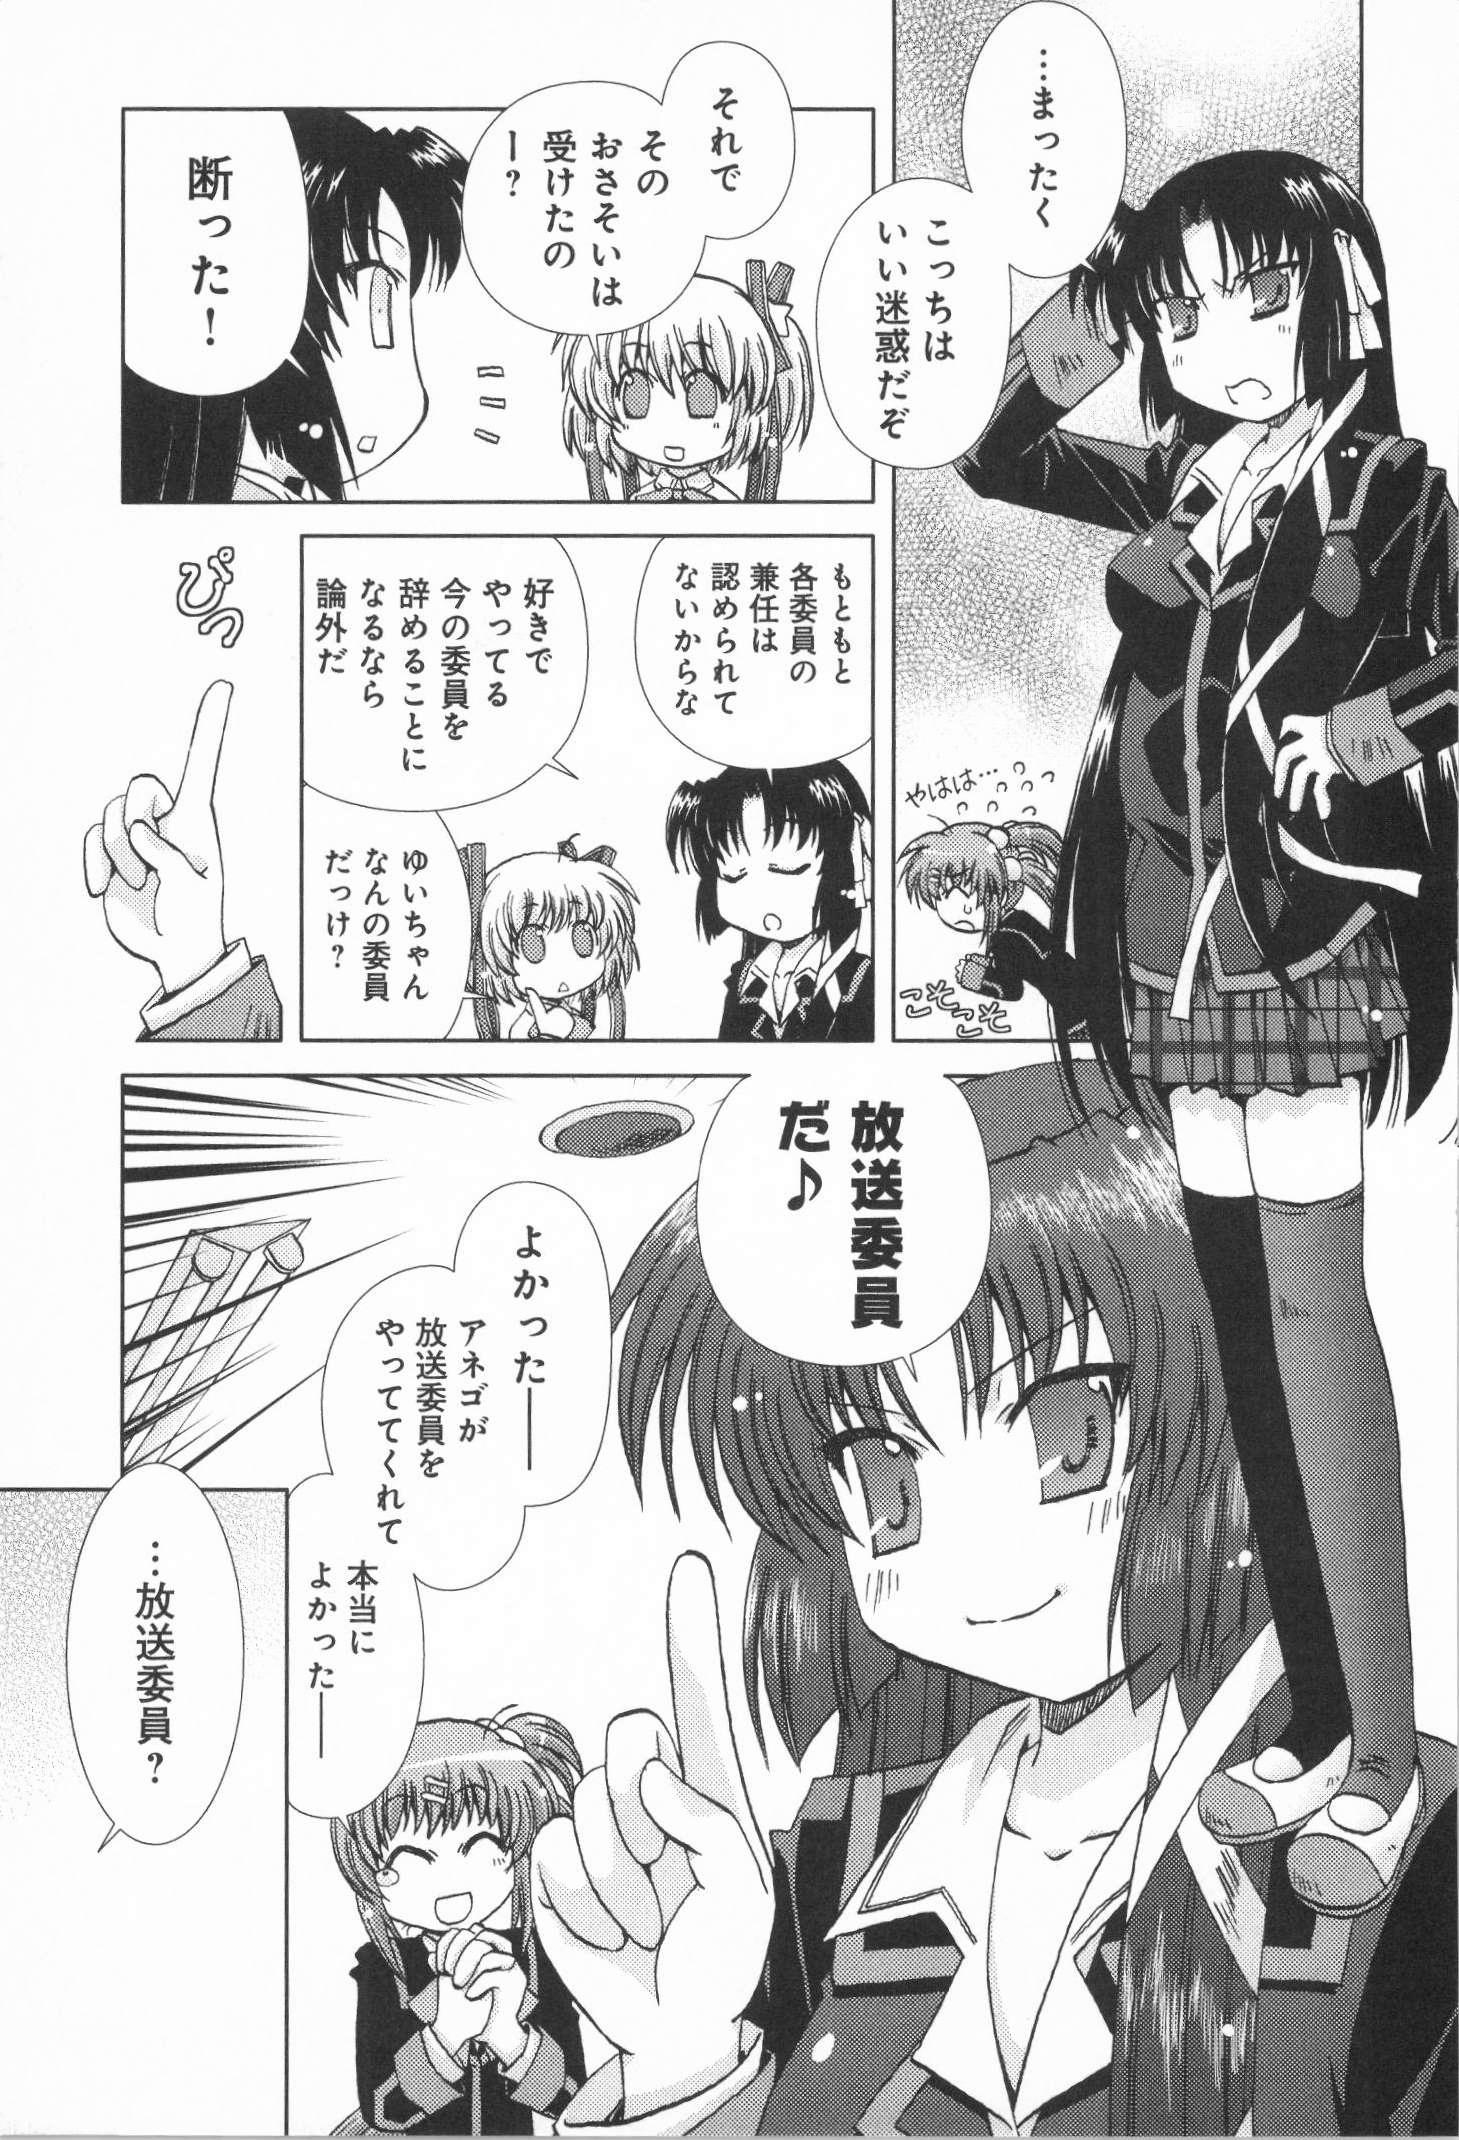 …まったく
こっちは
いい迷惑だぞ
やはは…
こそこそ
それで
その
おさそいは
受けたの
ー?
断った!
もともと
各委員の
兼任は
認められて
ないからな
好きで
やってる
今の委員を
辞めることに
なるなら
論外だ
ゆいちゃん
なんの委員
だっけ?
ぴっ
放送委員
だ♪
よかった――
アネゴが
放送委員を
やっててくれて
本当に
よかった――
…放送委員?